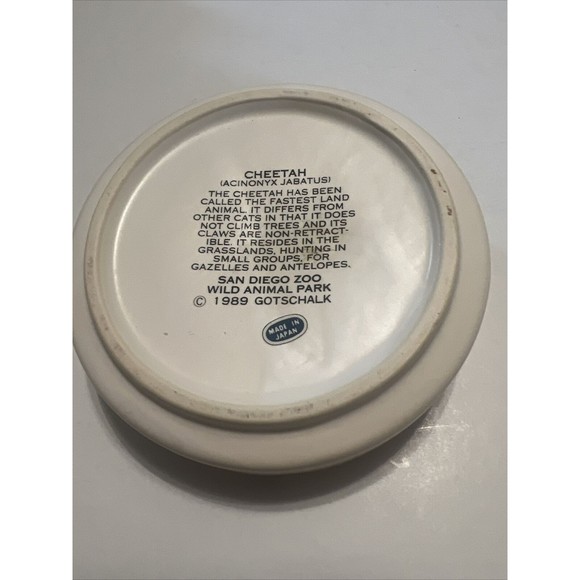 CHEETAH
(ACINONYX JABATUS)
THE CHEETAH HAS BEEN
CALLED THE FASTEST LAND
ANIMAL. IT DIFFERS FROM
OTHER CATS IN THAT IT DOES
NOT CLIMB TREES AND ITS
CLAWS ARE NON-RETRACT-
IBLE. IT RESIDES IN THE
GRASSLANDS, HUNTING IN
SMALL GROUPS, FOR
GAZELLES AND ANTELOPES.
SAN DIEGO ZOO
WILD ANIMAL PARK
© 1989 GOTSCHALK
MADE IN
JAPAN